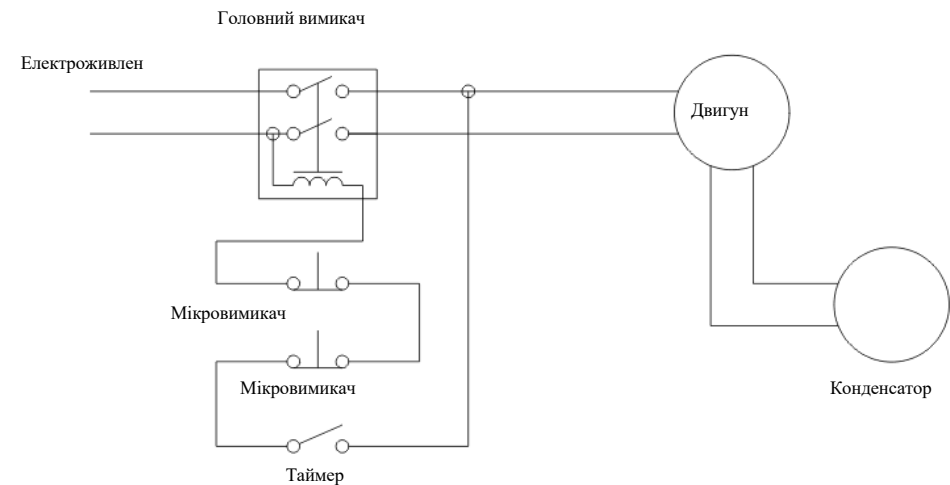 Головний вимикач
Електроживлен
Двигун
Мікровимикач
Мікровимикач
Конденсатор
Таймер